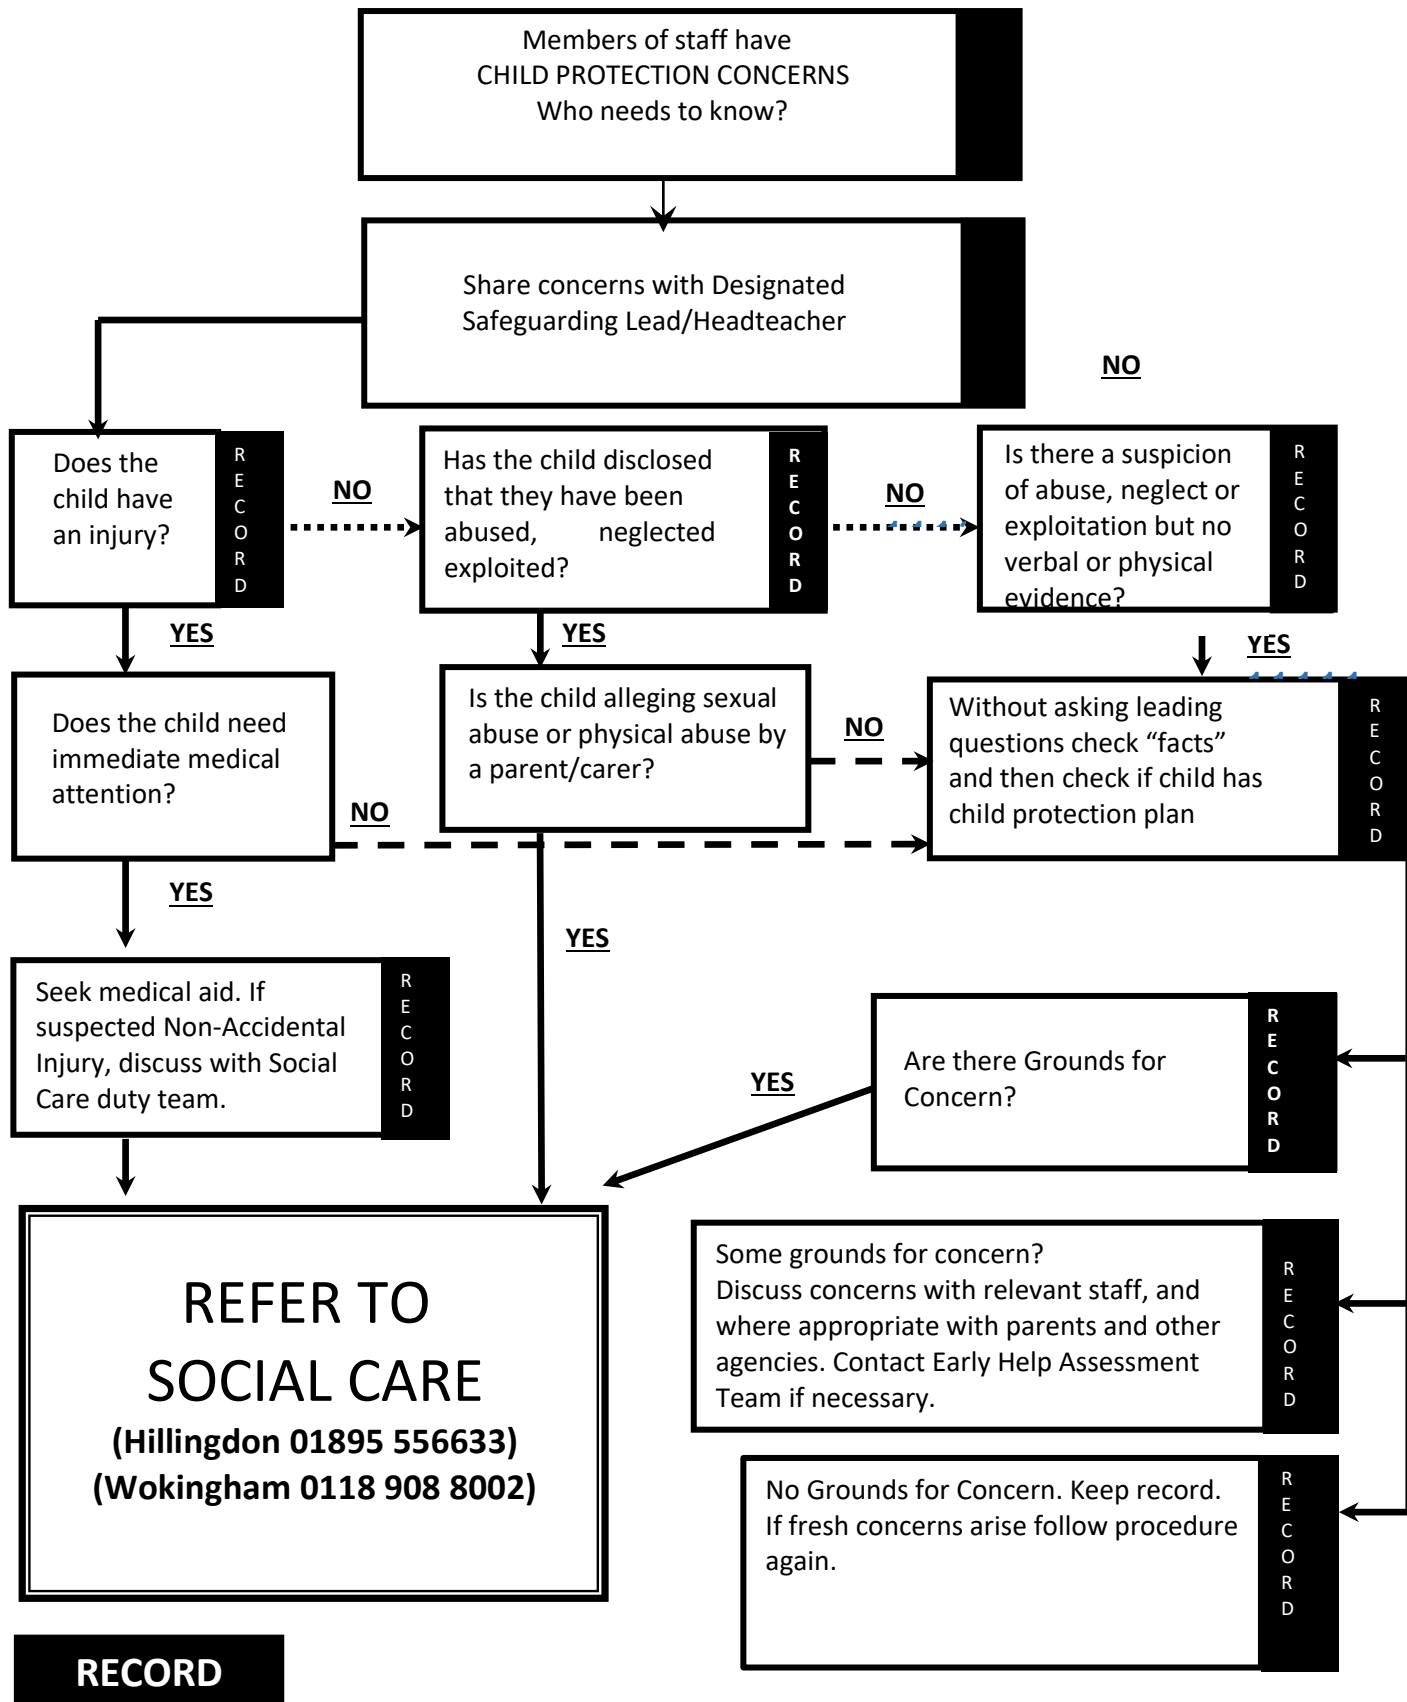 Members of staff have
CHILD PROTECTION CONCERNS
Who needs to know?
Share concerns with Designated
Safeguarding Lead/Headteacher
NO
Does the
child have
an injury?
RECORD
NO
Has the child disclosed
that they have been
abused, neglected
exploited?
RECORD
NO
Is there a suspicion
of abuse, neglect or
exploitation but no
verbal or physical
evidence?
RECORD
YES
YES
YES
Does the child need
immediate medical
attention?
NO
Is the child alleging sexual
abuse or physical abuse by
a parent/carer?
NO
Without asking leading
questions check “facts”
and then check if child has
child protection plan
RECORD
YES
YES
Seek medical aid. If
suspected Non-Accidental
Injury, discuss with Social
Care duty team.
RECORD
YES
Are there Grounds for
Concern?
RECORD
REFER TO
SOCIAL CARE
(Hillingdon 01895 556633)
(Wokingham 0118 908 8002)
Some grounds for concern?
Discuss concerns with relevant staff, and
where appropriate with parents and other
agencies. Contact Early Help Assessment
Team if necessary.
RECORD
No Grounds for Concern. Keep record.
If fresh concerns arise follow procedure
again.
RECORD
RECORD